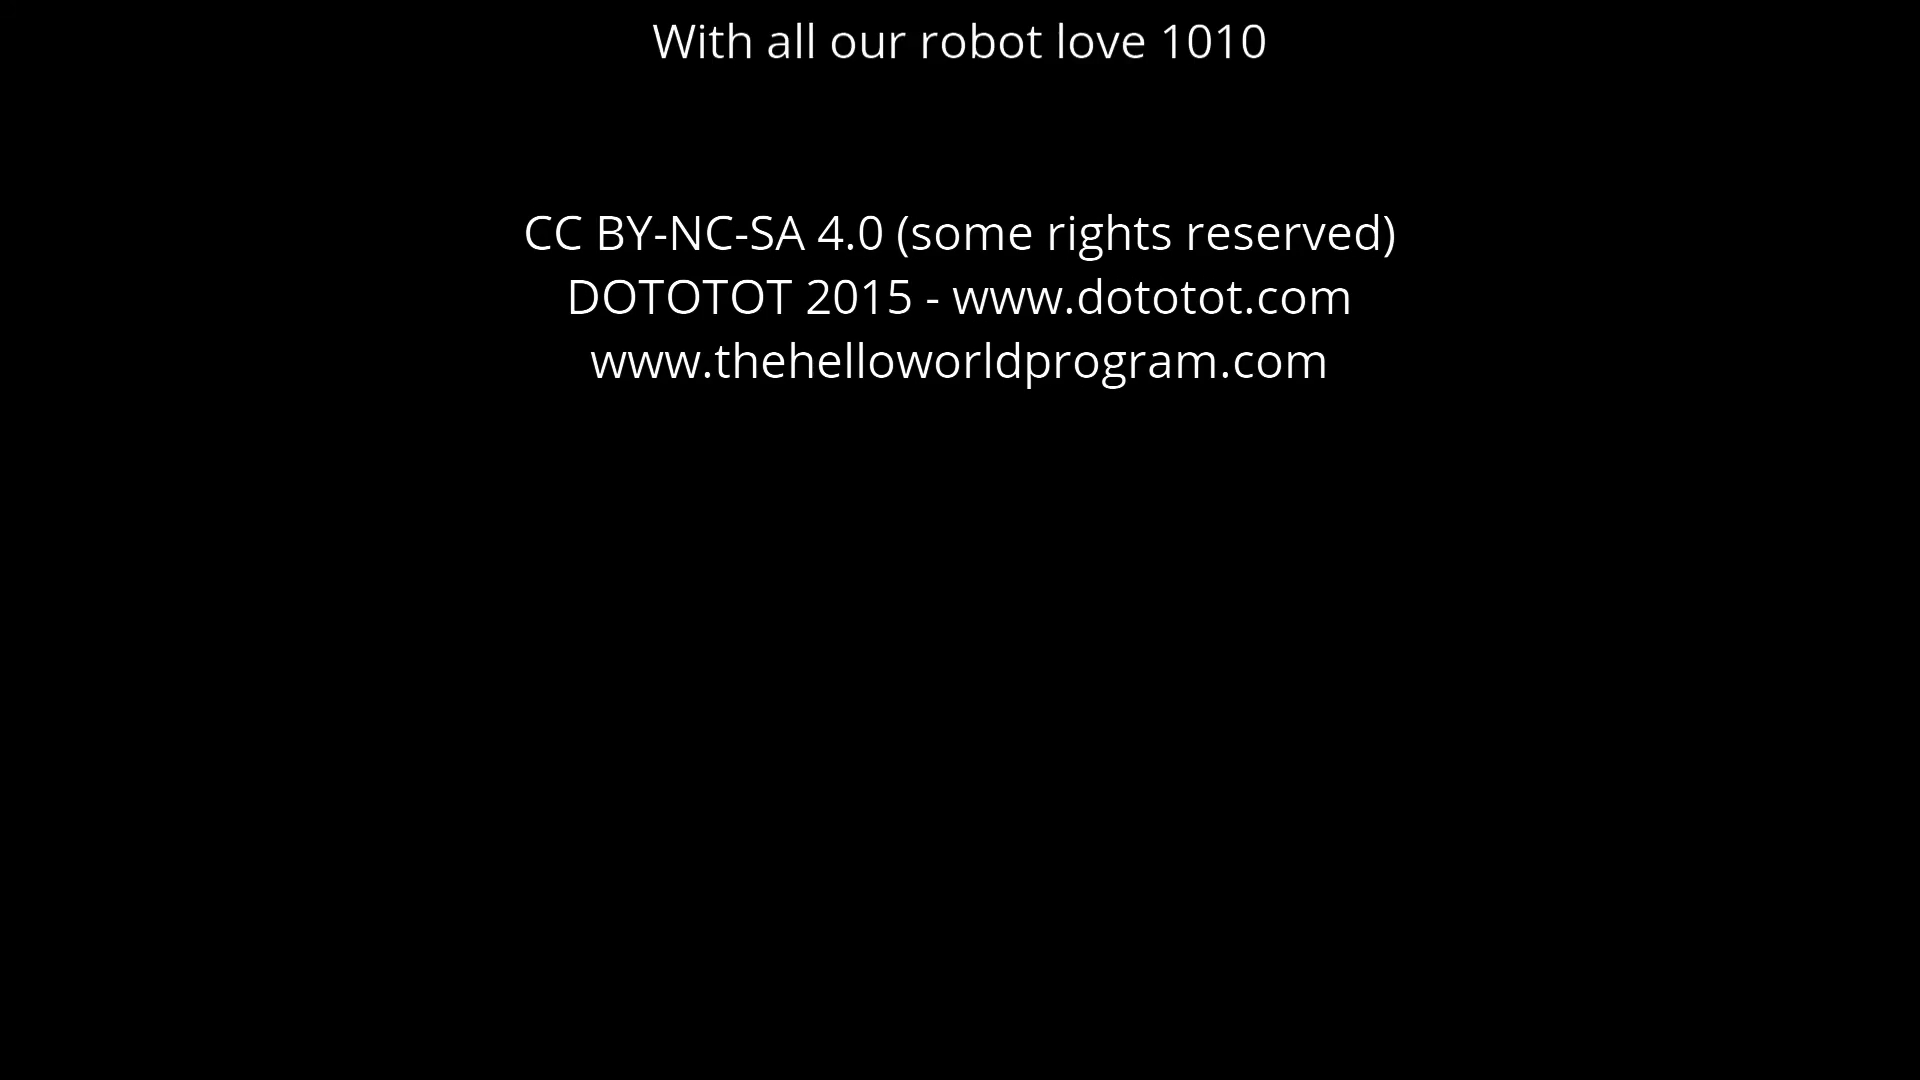 With all our robot love 1010
CC BY-NC-SA 4.0 (some rights reserved)
DOTOTOT 2015 - www.dototot.com
www.thehelloworldprogram.com